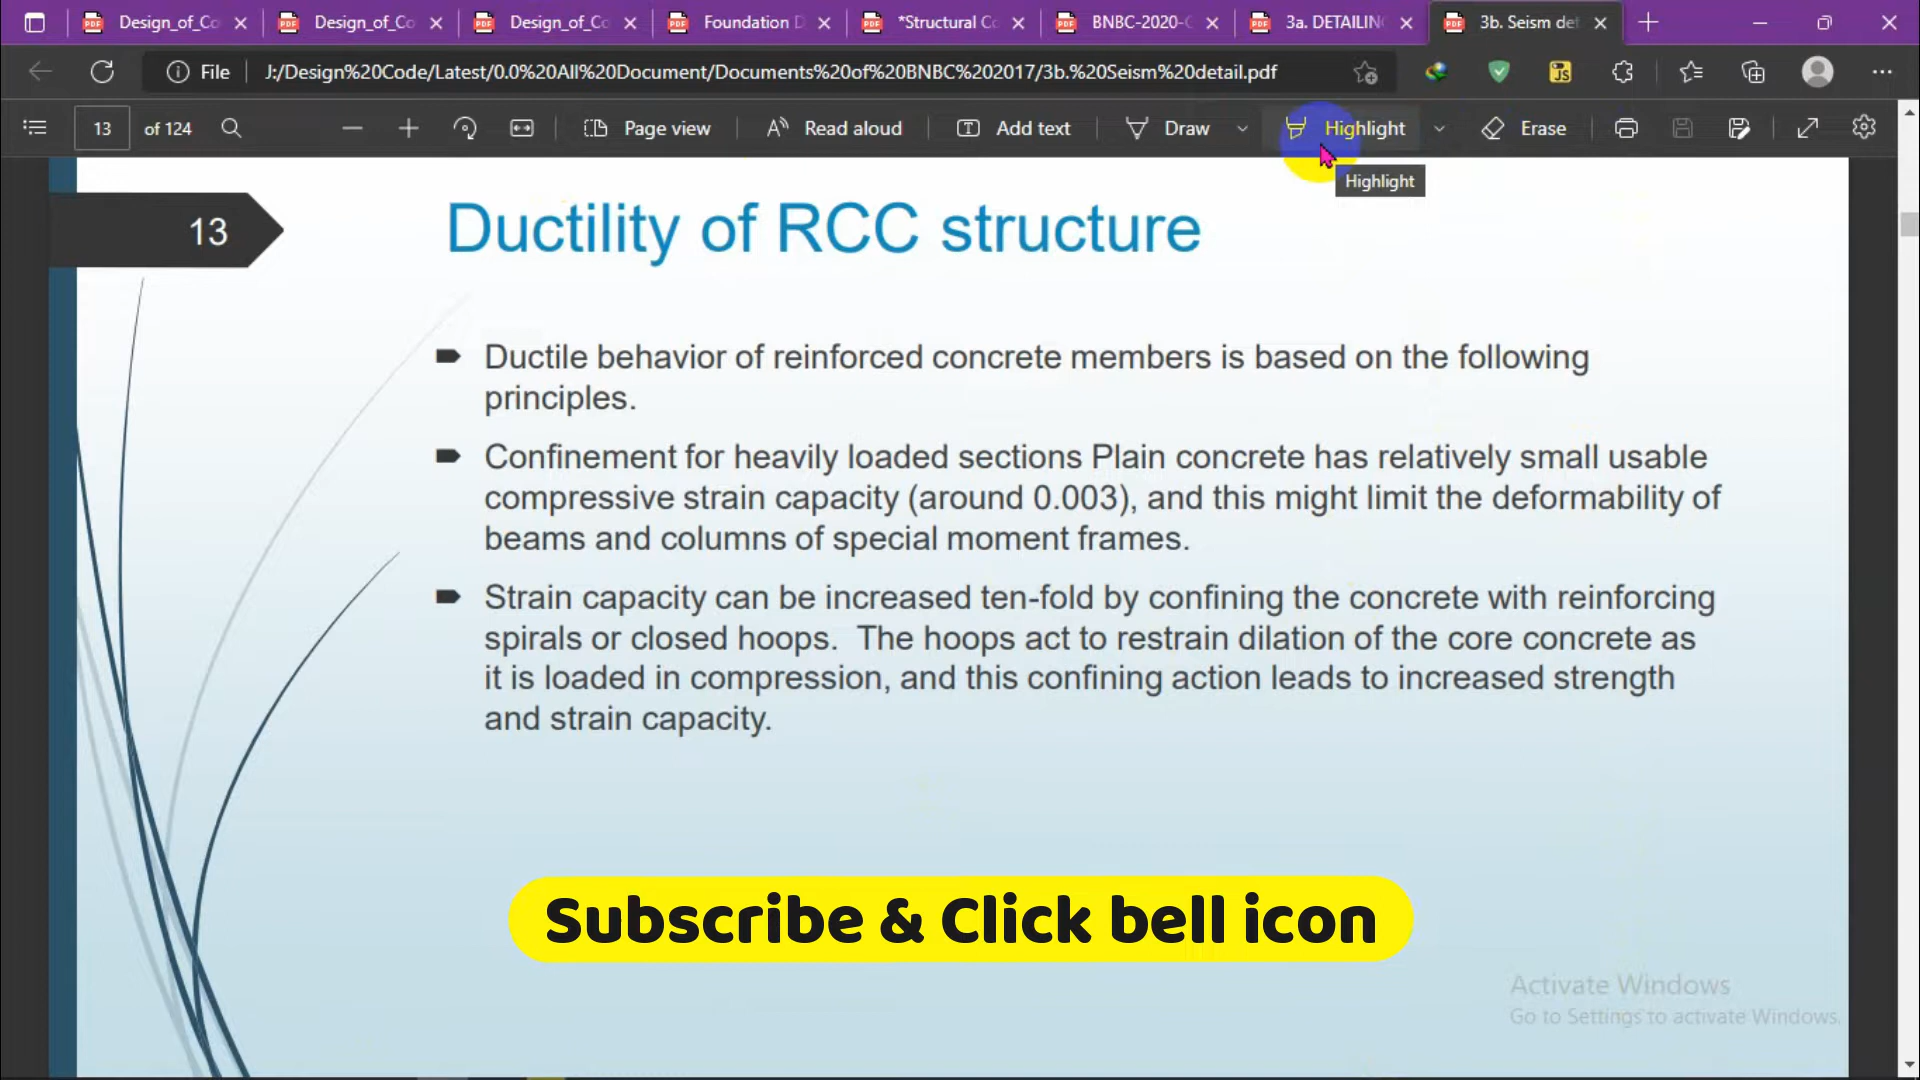 Design_of_Co
Design_of_Co
Design_of_Co
Foundation D
*Structural Co
BNBC-2020-C
3a. DETAILING
3b. Seism det
File
J:/Design%20Code/Latest/0.0%20All%20Document/Documents%20of%20BNBC%202017/3b.%20Seism%20detail.pdf
JS
13 of 124
Page view
Read aloud
Add text
Draw
Highlight
Erase
Highlight
13
Ductility of RCC structure
Ductile behavior of reinforced concrete members is based on the following
principles.
Confinement for heavily loaded sections Plain concrete has relatively small usable
compressive strain capacity (around 0.003), and this might limit the deformability of
beams and columns of special moment frames.
Strain capacity can be increased ten-fold by confining the concrete with reinforcing
spirals or closed hoops. The hoops act to restrain dilation of the core concrete as
it is loaded in compression, and this confining action leads to increased strength
and strain capacity.
Subscribe & Click bell icon
Activate Windows
Go to Settings to activate Windows.